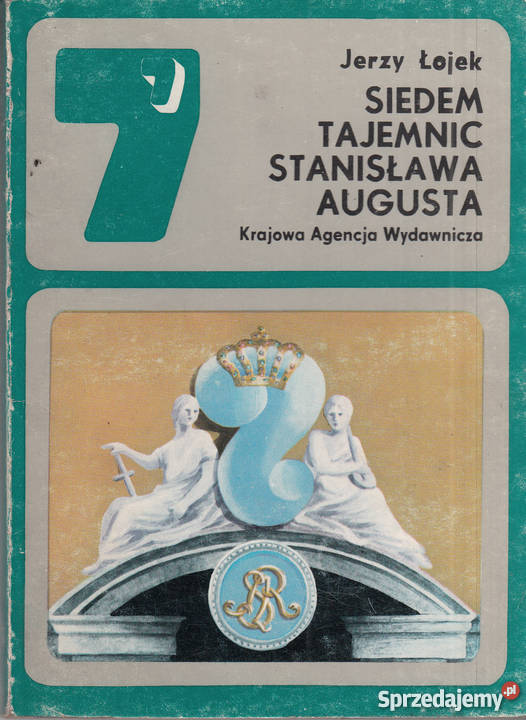 7
Jerzy Łojek
SIEDEM
TAJEMNIC
STANISŁAWA
AUGUSTA
Krajowa Agencja Wydawnicza
Sprzedajemy.pl